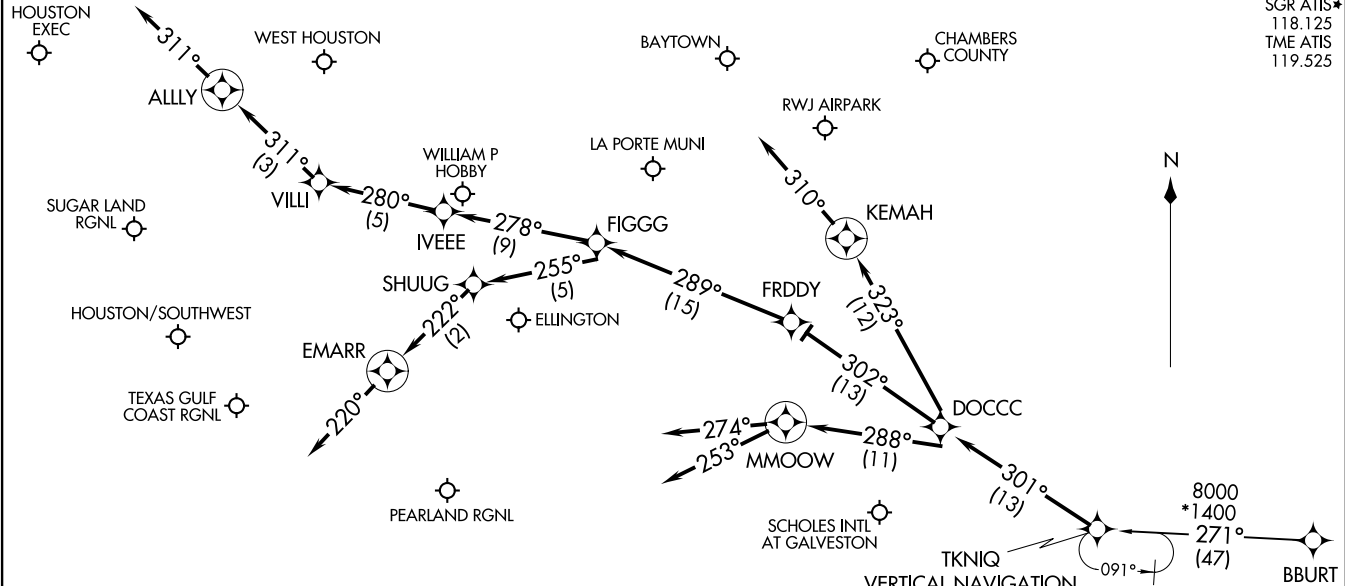 HOUSTON
EXEC
311°
WEST HOUSTON
BAYTOWN
CHAMBERS
COUNTY
SGR ATIS★
118.125
TME ATIS
119.525
ALLLY
RWJ AIRPARK
311°
(3)
WILLIAM P
HOBBY
LA PORTE MUNI
N
310°
VILLI
280°
(5)
SUGAR LAND
RGNL
IVEEE
278°
(9)
FIGGG
KEMAH
SHUUG
255°
(5)
289°
(15)
FRDDY
323°
(12)
HOUSTON/SOUTHWEST
222°
(2)
ELLINGTON
EMARR
302°
(13)
TEXAS GULF
COAST RGNL
220°
DOCCC
274°
253°
MMOOW
288°
(11)
301°
(13)
PEARLAND RGNL
SCHOLES INTL
AT GALVESTON
8000
*1400
271°
(47)
TKNIQ
VERTICAL NAVIGATION
091°
BBURT